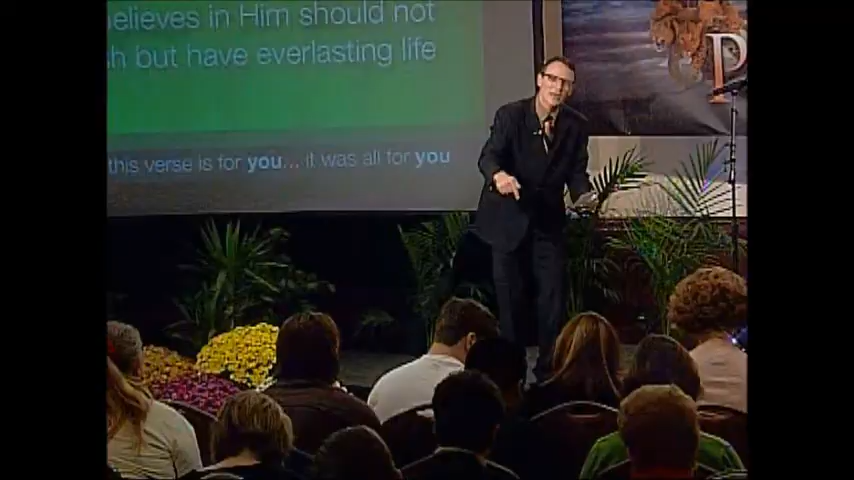 believes in Him should not
h but have everlasting life
this verse is for you... it was all for you
P